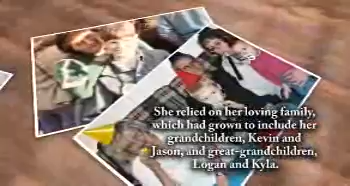 She relied on her loving family,
which had grown to include her
grandchildren, Kevin and
Jason, and great-grandchildren,
Logan and Kyla.